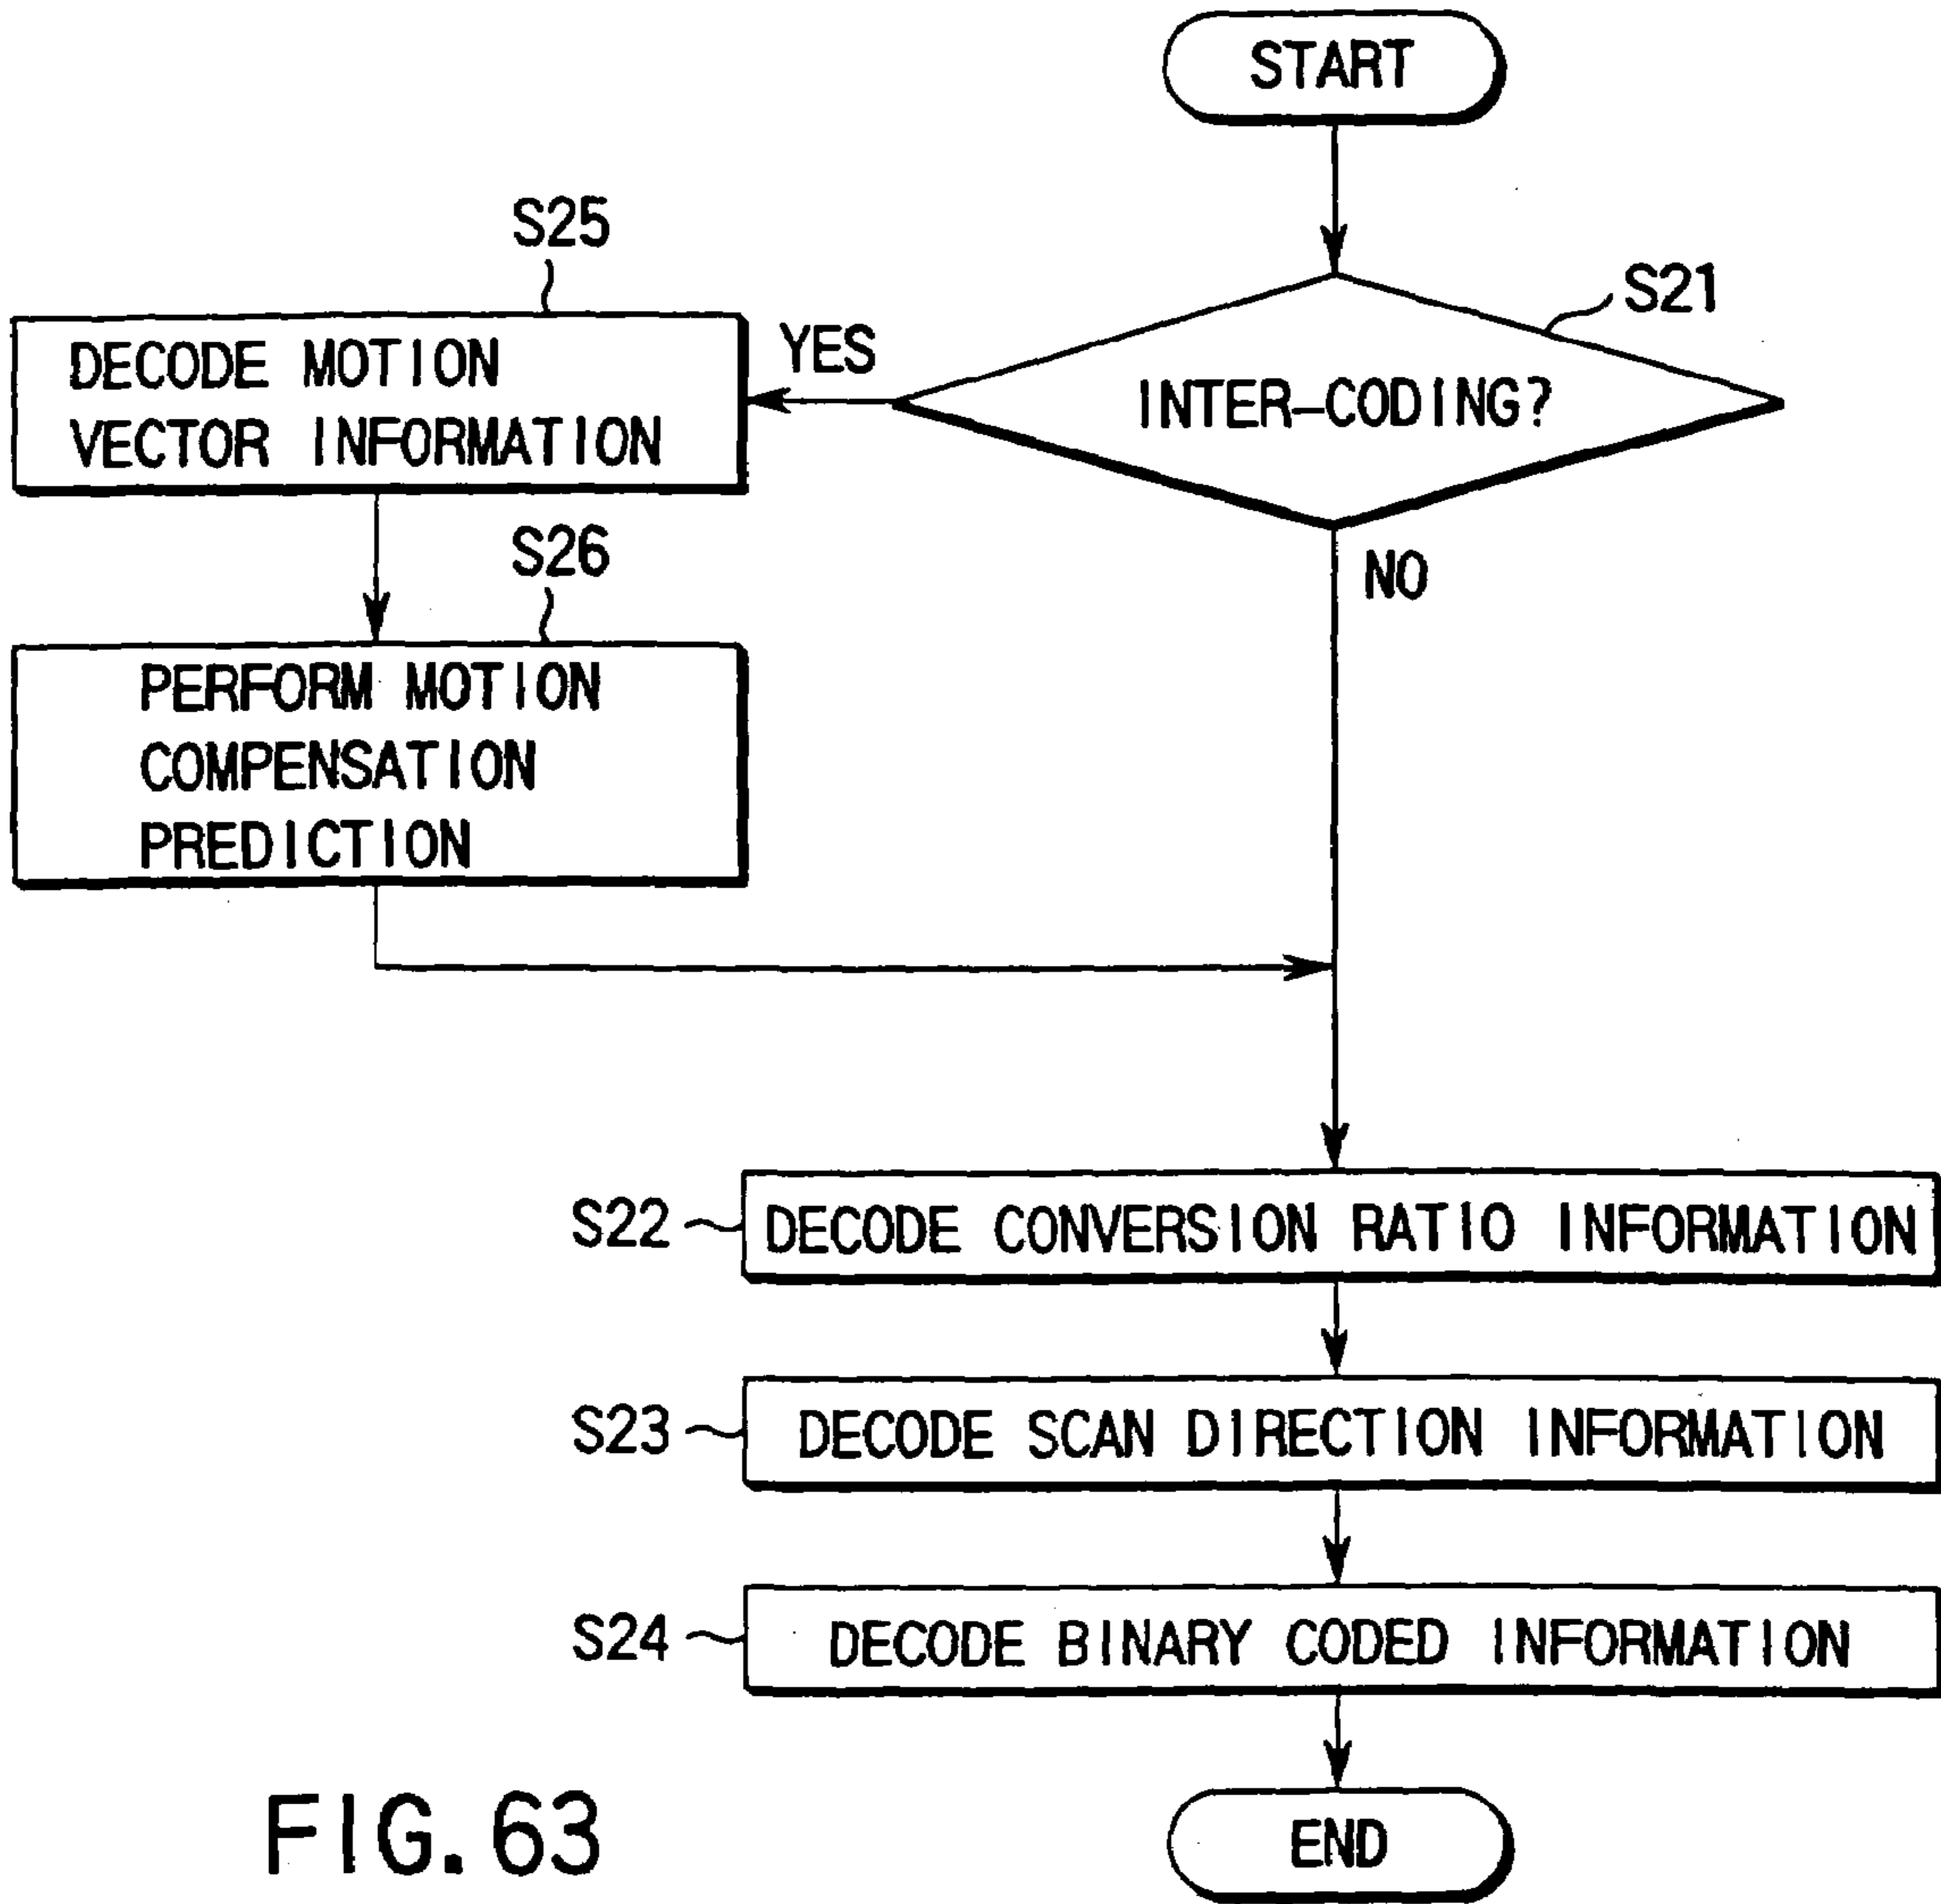 START
S21
INTER-CODING?
YES
NO
S25
DECODE MOTION
VECTOR INFORMATION
S26
PERFORM MOTION
COMPENSATION
PREDICTION
S22
DECODE CONVERSION RATIO INFORMATION
S23
DECODE SCAN DIRECTION INFORMATION
S24
DECODE BINARY CODED INFORMATION
END
FIG. 63